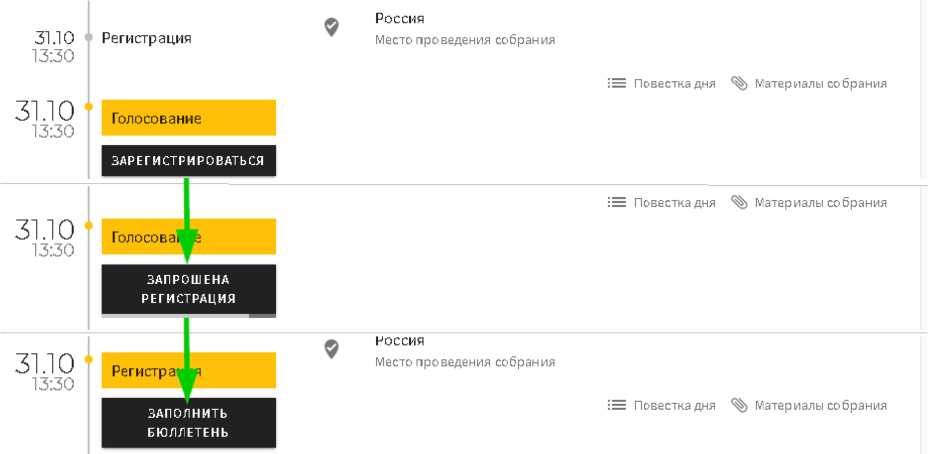 Россия
31.10 Регистрация
Место проведения собрания
13:30
Повестка дня Материалы собрания
31.10
Голосование
13:30
ЗАРЕГИСТРИРОВАТЬСЯ
Повестка дня Материалы собрания
31.10
Голосование
13:30
ЗАПРОШЕНА
РЕГИСТРАЦИЯ
Россия
31.10
Место проведения собрания
Регистрация
13:30
Повестка дня Материалы собрания
ЗАПОЛНИТЬ
БЮЛЛЕТЕНЬ